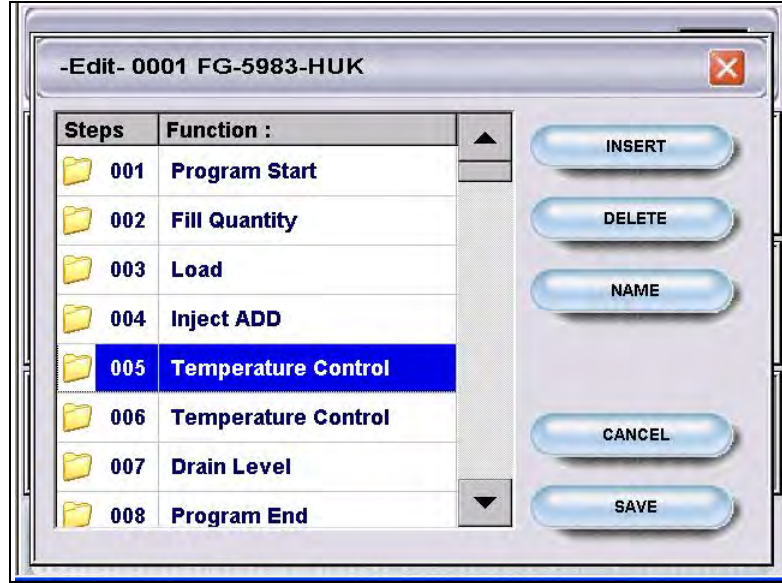 -Edit- 0001 FG-5983-HUK
Steps Function :
001 Program Start
002 Fill Quantity
003 Load
004 Inject ADD
005 Temperature Control
006 Temperature Control
007 Drain Level
008 Program End
INSERT
DELETE
NAME
CANCEL
SAVE